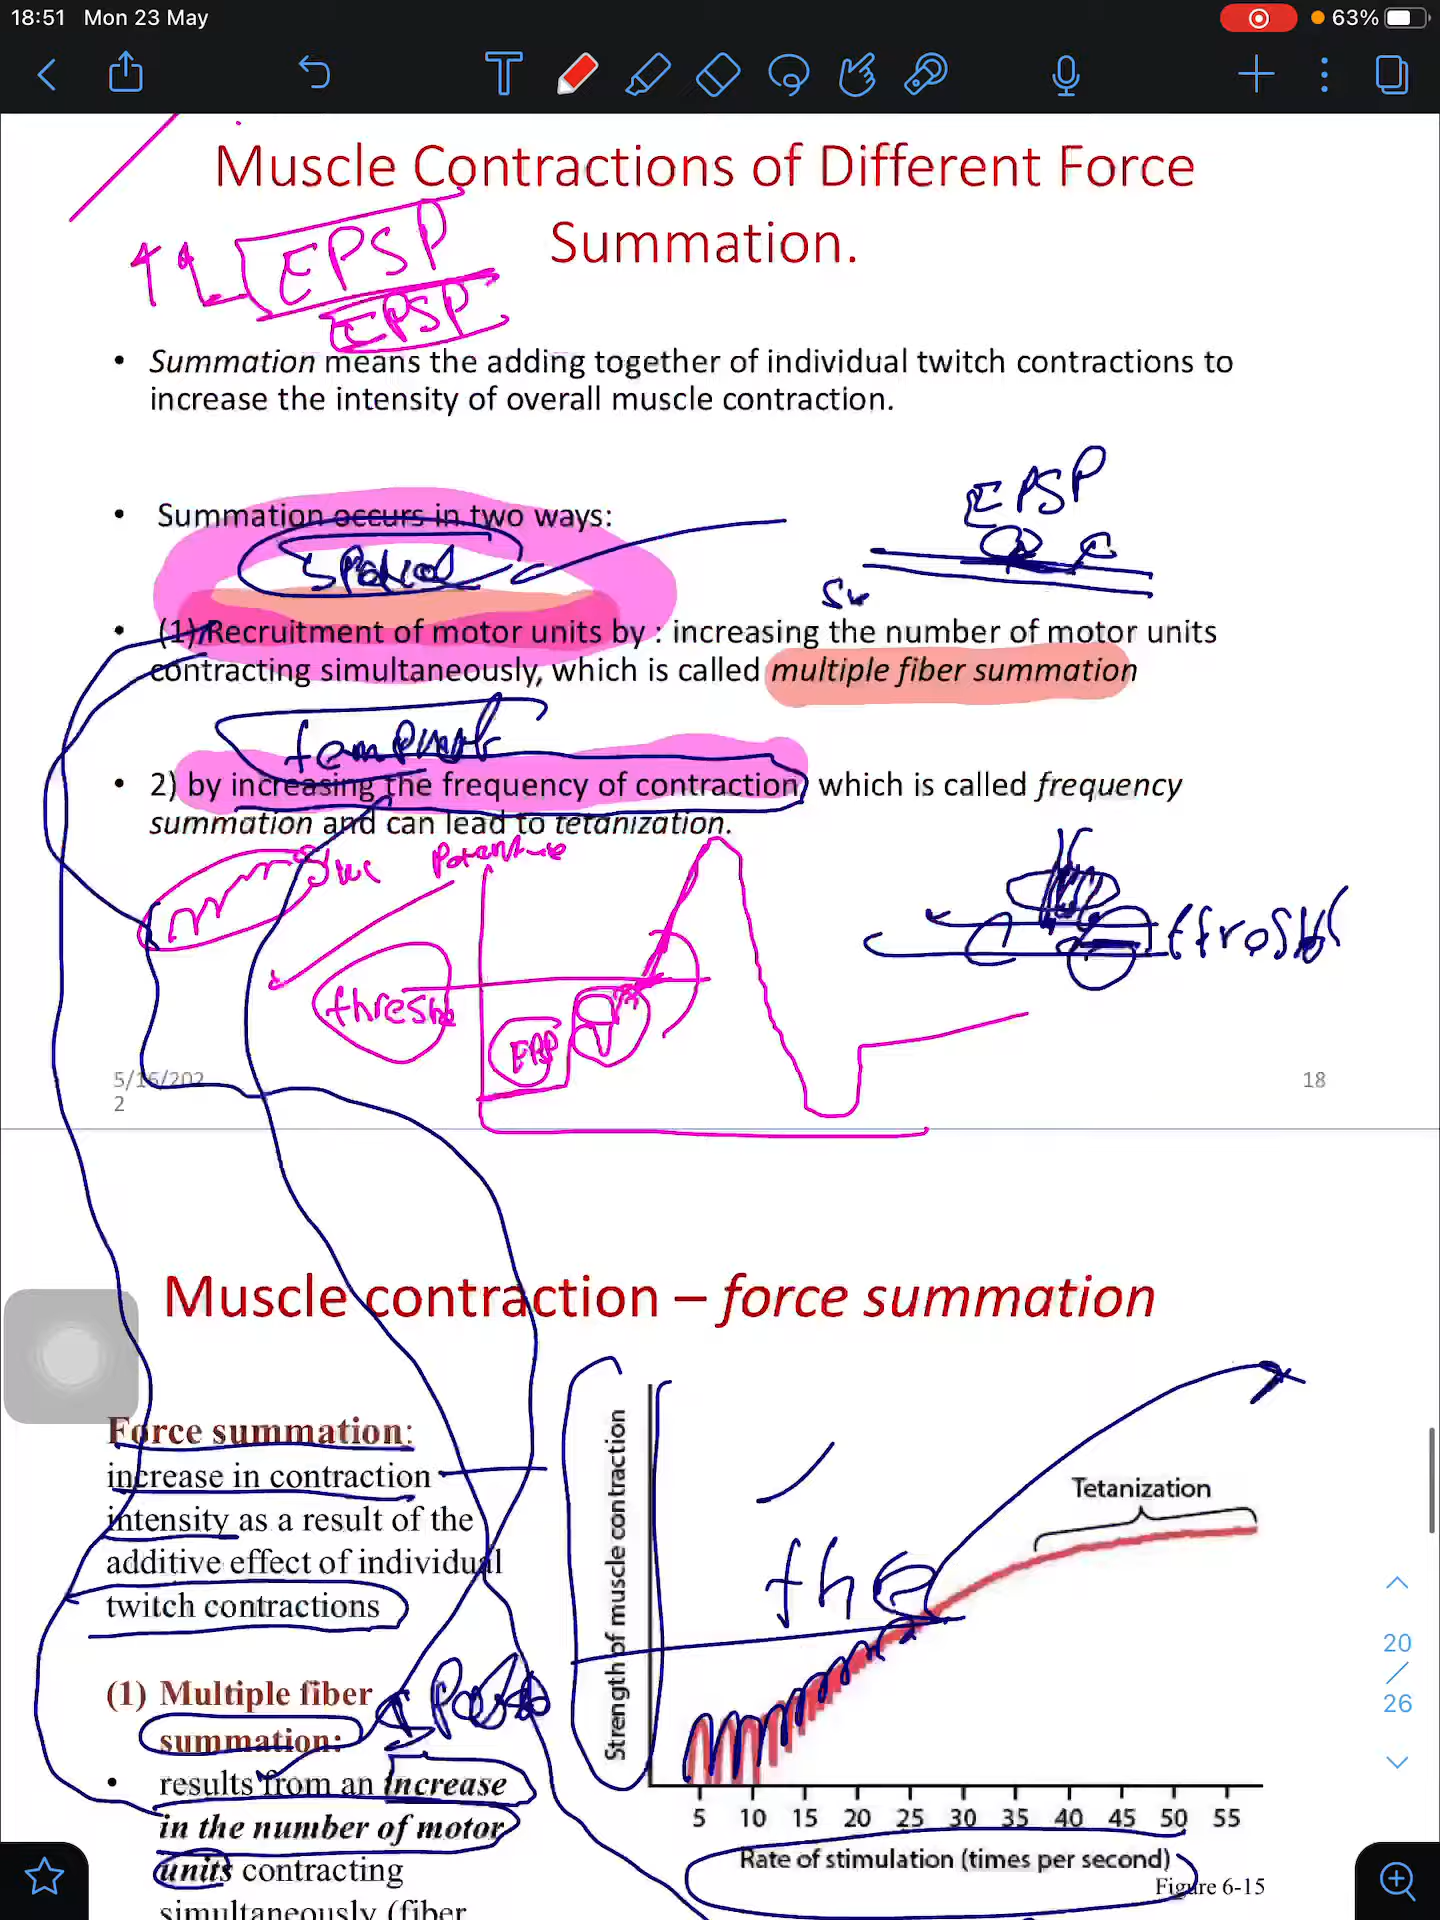 18:51 Mon 23 May
63%
Muscle Contractions of Different Force
Summation.
EPSP
EPSP
• Summation means the adding together of individual twitch contractions to
increase the intensity of overall muscle contraction.
EPSP
• Summation occurs in two ways:
• (1) Recruitment of motor units by : increasing the number of motor units
contracting simultaneously, which is called multiple fiber summation
• 2) by increasing the frequency of contraction, which is called frequency
summation and can lead to tetanization.
5/16/202
2
18
Muscle contraction – force summation
Force summation:
increase in contraction
intensity as a result of the
additive effect of individual
twitch contractions
(1) Multiple fiber
summation:
• results from an increase
in the number of motor
units contracting
simultaneously (fiber
Strength of muscle contraction
Tetanization
5 10 15 20 25 30 35 40 45 50 55
Rate of stimulation (times per second)
Figure 6-15
20
/
26